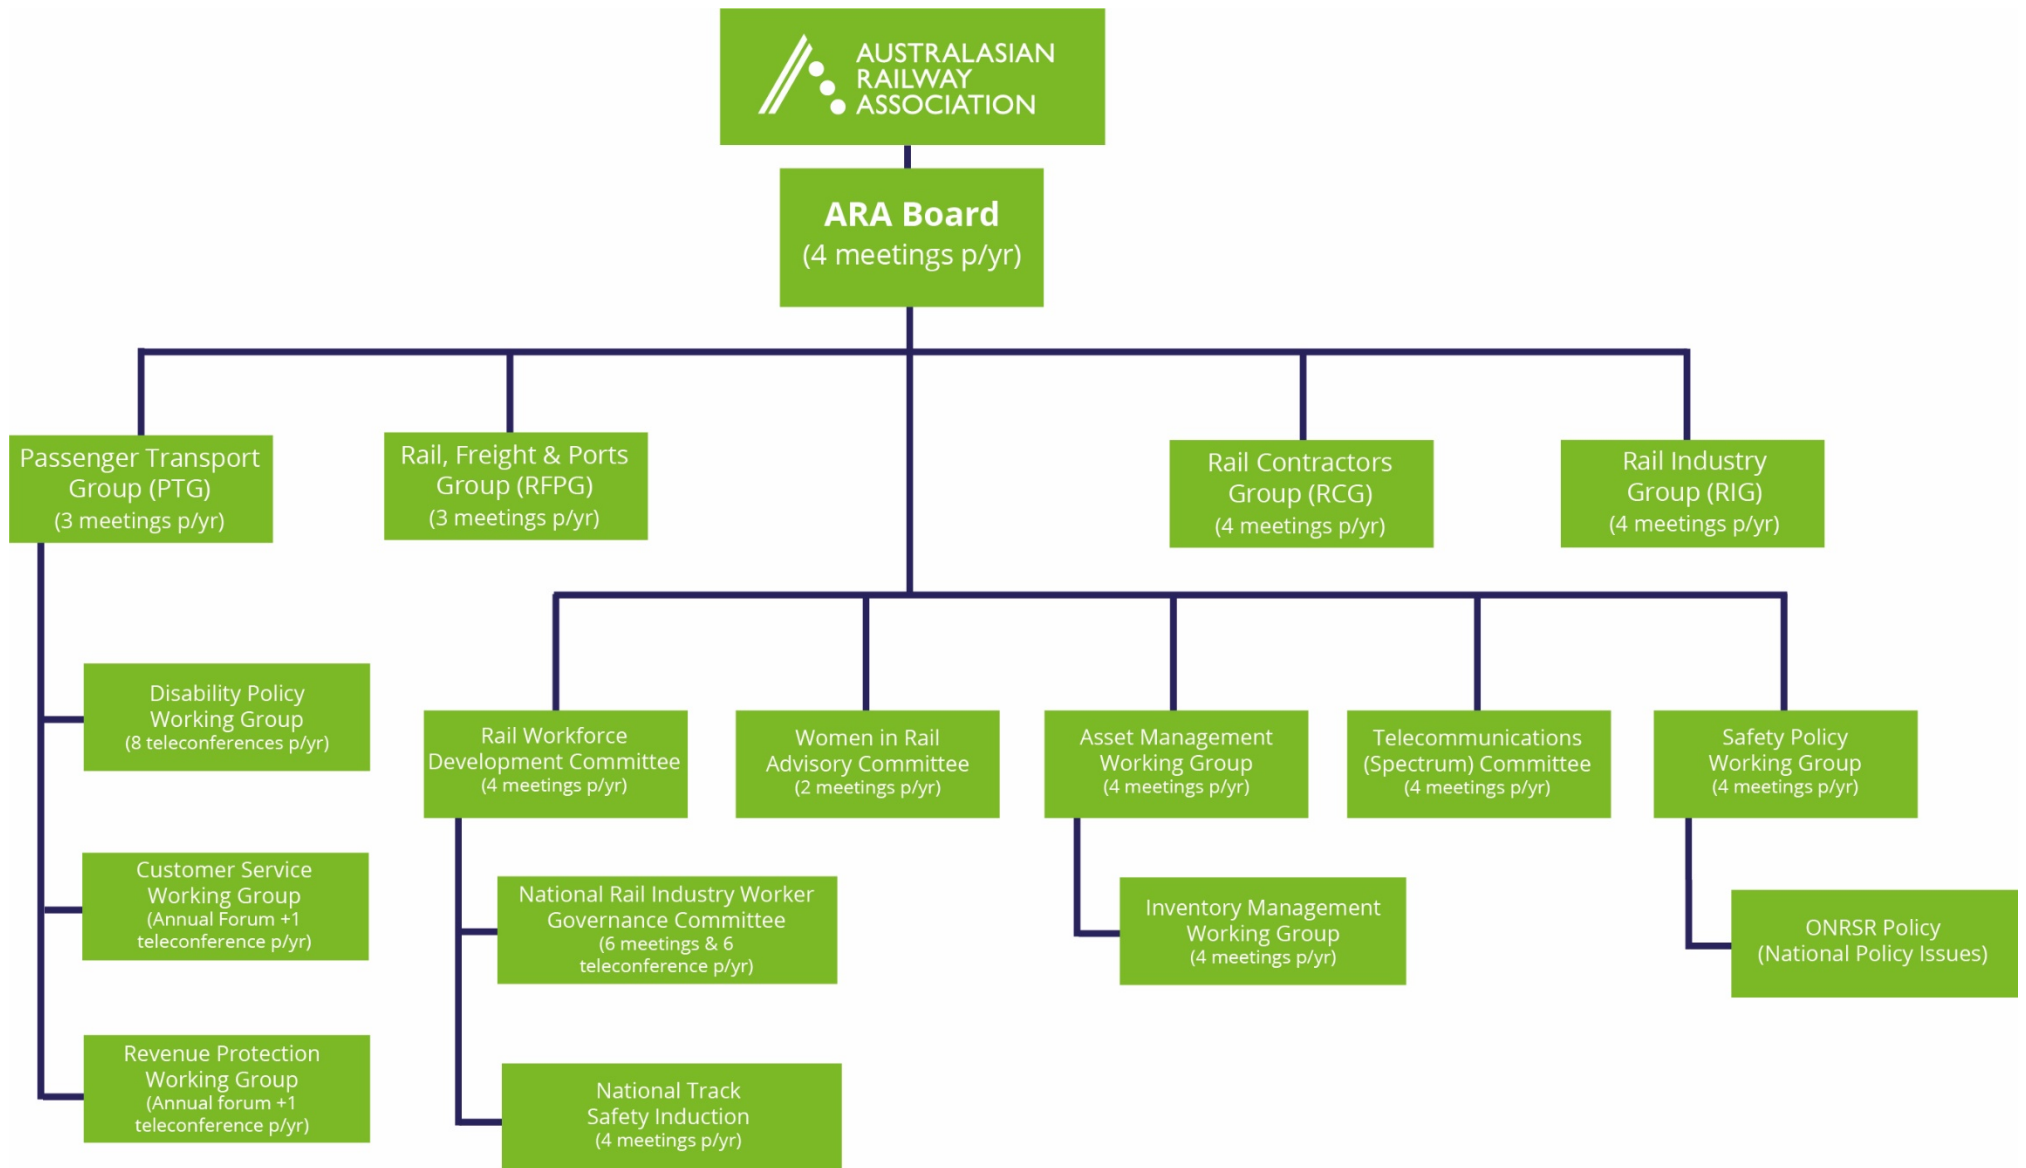 AUSTRALASIAN
RAILWAY
ASSOCIATION
ARA Board
(4 meetings p/yr)
Passenger Transport
Group (PTG)
(3 meetings p/yr)
Rail, Freight & Ports
Group (RFPG)
(3 meetings p/yr)
Rail Contractors
Group (RCG)
(4 meetings p/yr)
Rail Industry
Group (RIG)
(4 meetings p/yr)
Disability Policy
Working Group
(8 teleconferences p/yr)
Customer Service
Working Group
(Annual Forum +1
teleconference p/yr)
Revenue Protection
Working Group
(Annual forum +1
teleconference p/yr)
Rail Workforce
Development Committee
(4 meetings p/yr)
National Rail Industry Worker
Governance Committee
(6 meetings & 6
teleconference p/yr)
National Track
Safety Induction
(4 meetings p/yr)
Women in Rail
Advisory Committee
(2 meetings p/yr)
Asset Management
Working Group
(4 meetings p/yr)
Inventory Management
Working Group
(4 meetings p/yr)
Telecommunications
(Spectrum) Committee
(4 meetings p/yr)
Safety Policy
Working Group
(4 meetings p/yr)
ONRSR Policy
(National Policy Issues)